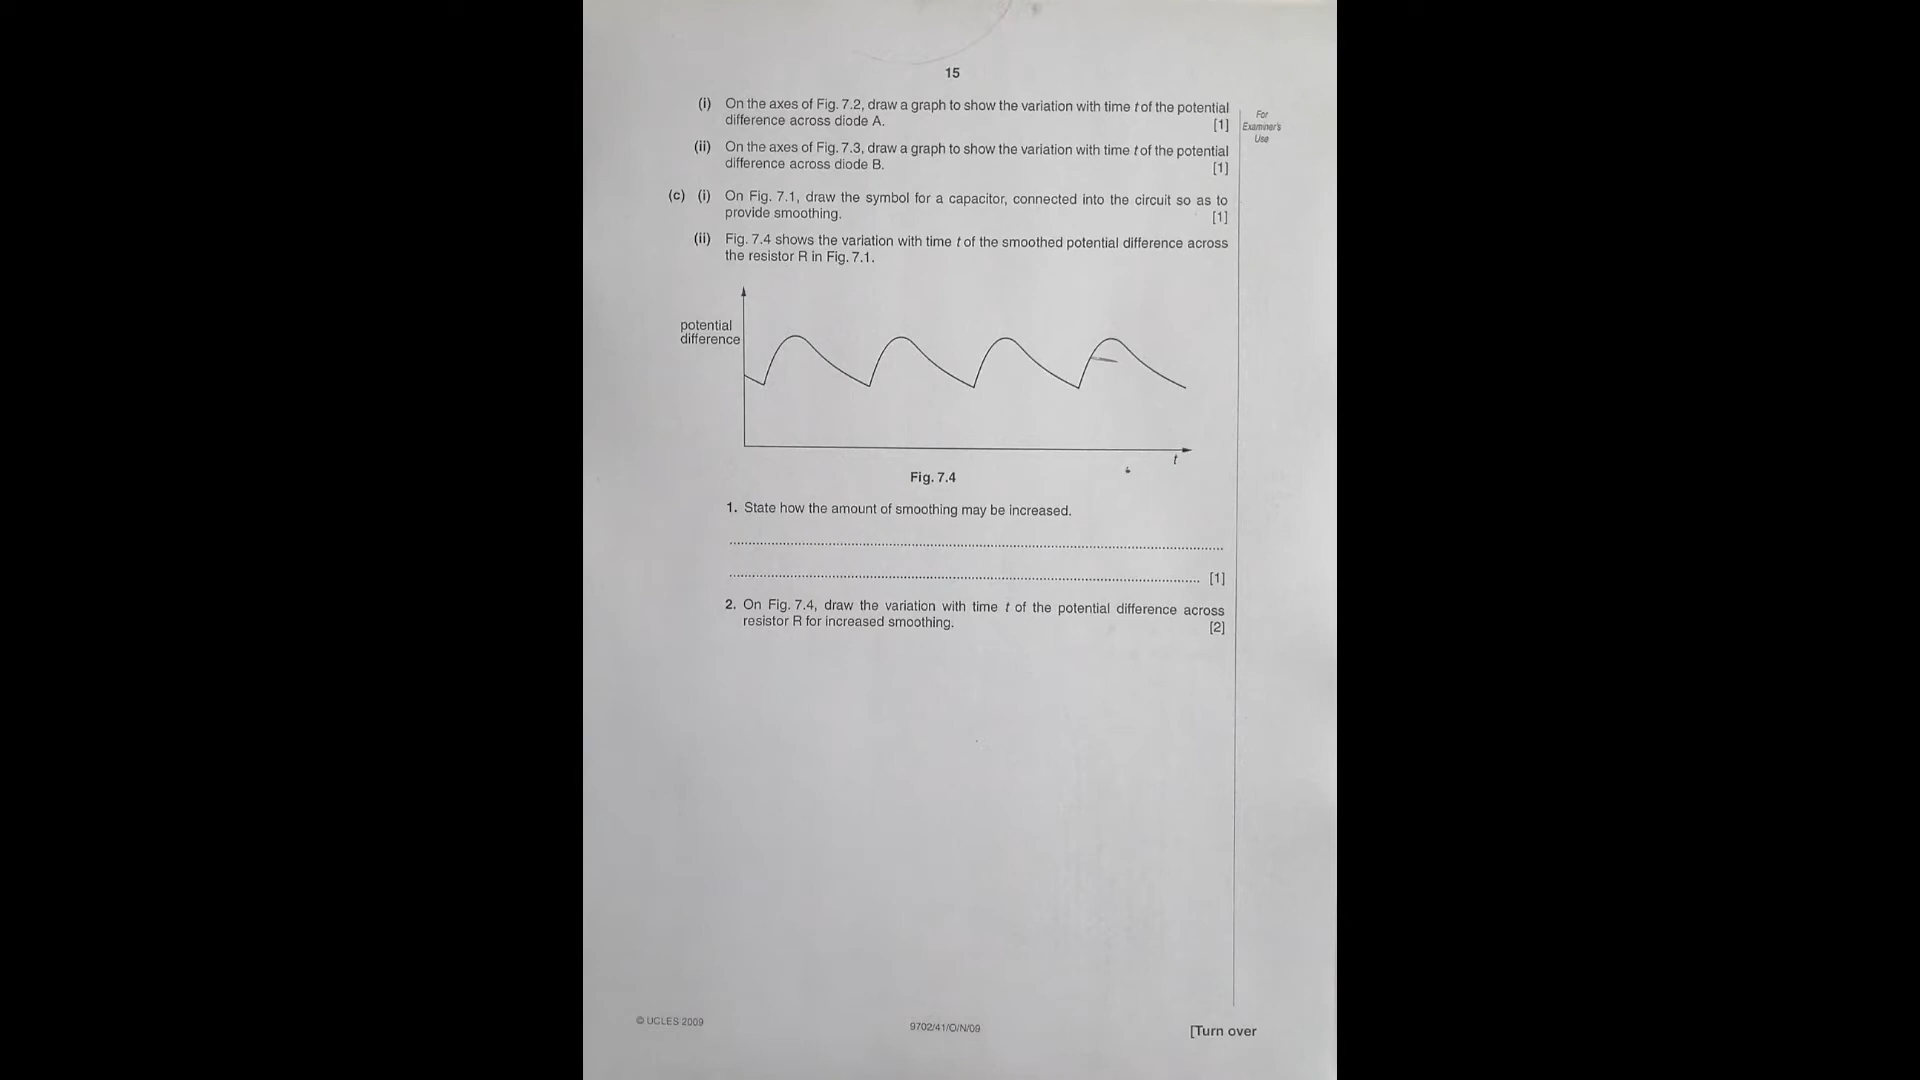 15
(i) On the axes of Fig. 7.2, draw a graph to show the variation with time t of the potential
difference across diode A. [1]
For
Examiner's
Use
(ii) On the axes of Fig. 7.3, draw a graph to show the variation with time t of the potential
difference across diode B. [1]
(c) (i) On Fig. 7.1, draw the symbol for a capacitor, connected into the circuit so as to
provide smoothing. [1]
(ii) Fig. 7.4 shows the variation with time t of the smoothed potential difference across
the resistor R in Fig. 7.1.
potential
difference
t
Fig. 7.4
1. State how the amount of smoothing may be increased.
..........................................................................................................................
..................................................................................................................... [1]
2. On Fig. 7.4, draw the variation with time t of the potential difference across
resistor R for increased smoothing. [2]
© UCLES 2009
9702/41/O/N/09
[Turn over